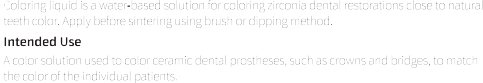 Coloring liquid is a water-based solution for coloring zirconia dental restorations close to natural
teeth color. Apply before sintering using brush or dipping method.
Intended Use
A color solution used to color ceramic dental prostheses, such as crowns and bridges, to match
the color of the individual patients.